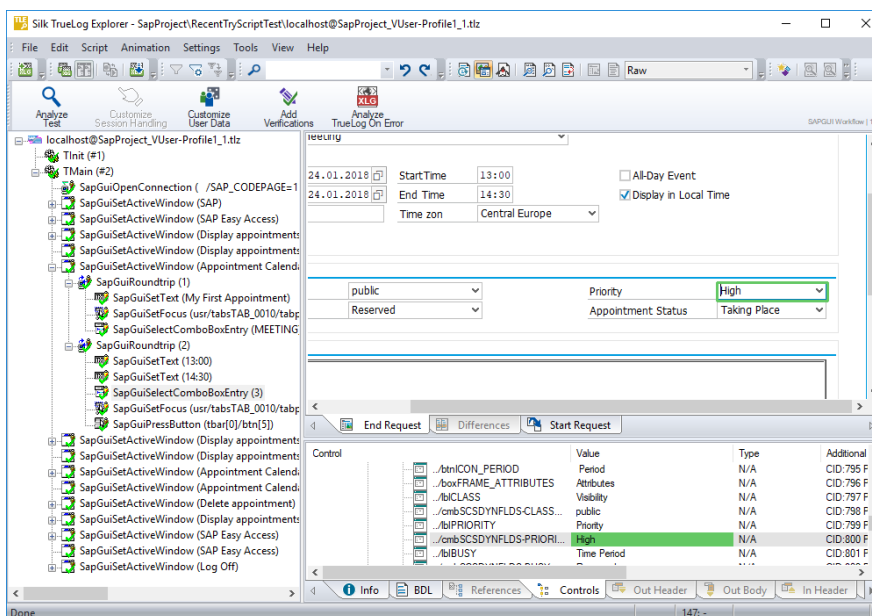 Silk TrueLog Explorer - SapProject\RecentTryScriptTest\localhost@SapProject_VUser-Profile1_1.tlz
File Edit Script Animation Settings Tools View Help
Raw
XLG
Analyze Test
Customize Session Handling
Customize User Data
Add Verifications
Analyze TrueLog On Error
SAPGUI Workflow
localhost@SapProject_VUser-Profile1_1.tlz
TInit (#1)
TMain (#2)
SapGuiOpenConnection ( /SAP_CODEPAGE=1
SapGuiSetActiveWindow (SAP)
SapGuiSetActiveWindow (SAP Easy Access)
SapGuiSetActiveWindow (Display appointments
SapGuiSetActiveWindow (Display appointments
SapGuiSetActiveWindow (Appointment Calenda
SapGuiRoundtrip (1)
SapGuiSetText (My First Appointment)
SapGuiSetFocus (usr/tabsTAB_0010/tabp
SapGuiSelectComboBoxEntry (MEETING
SapGuiRoundtrip (2)
SapGuiSetText (13:00)
SapGuiSetText (14:30)
SapGuiSelectComboBoxEntry (3)
SapGuiSetFocus (usr/tabsTAB_0010/tabp
SapGuiPressButton (tbar[0]/btn[5])
SapGuiSetActiveWindow (Display appointments
SapGuiSetActiveWindow (Display appointments
SapGuiSetActiveWindow (Appointment Calenda
SapGuiSetActiveWindow (Appointment Calenda
SapGuiSetActiveWindow (Delete appointment)
SapGuiSetActiveWindow (Display appointments
SapGuiSetActiveWindow (SAP Easy Access)
SapGuiSetActiveWindow (SAP Easy Access)
SapGuiSetActiveWindow (Log Off)
Meeting
24.01.2018 StartTime 13:00 All-Day Event
24.01.2018 End Time 14:30 Display in Local Time
Time zon Central Europe
public Priority High
Reserved Appointment Status Taking Place
End Request Differences Start Request
Control Value Type Additional
../btnICON_PERIOD Period N/A CID:795 F
../boxFRAME_ATTRIBUTES Attributes N/A CID:796 F
../lblCLASS Visibility N/A CID:797 F
../cmbSCSDYNFLDS-CLASS... public N/A CID:798 F
../lblPRIORITY Priority N/A CID:799 F
../cmbSCSDYNFLDS-PRIORI... High N/A CID:800 F
../lblBUSY Time Period N/A CID:801 F
Info BDL References Controls Out Header Out Body In Header
Done 147: -